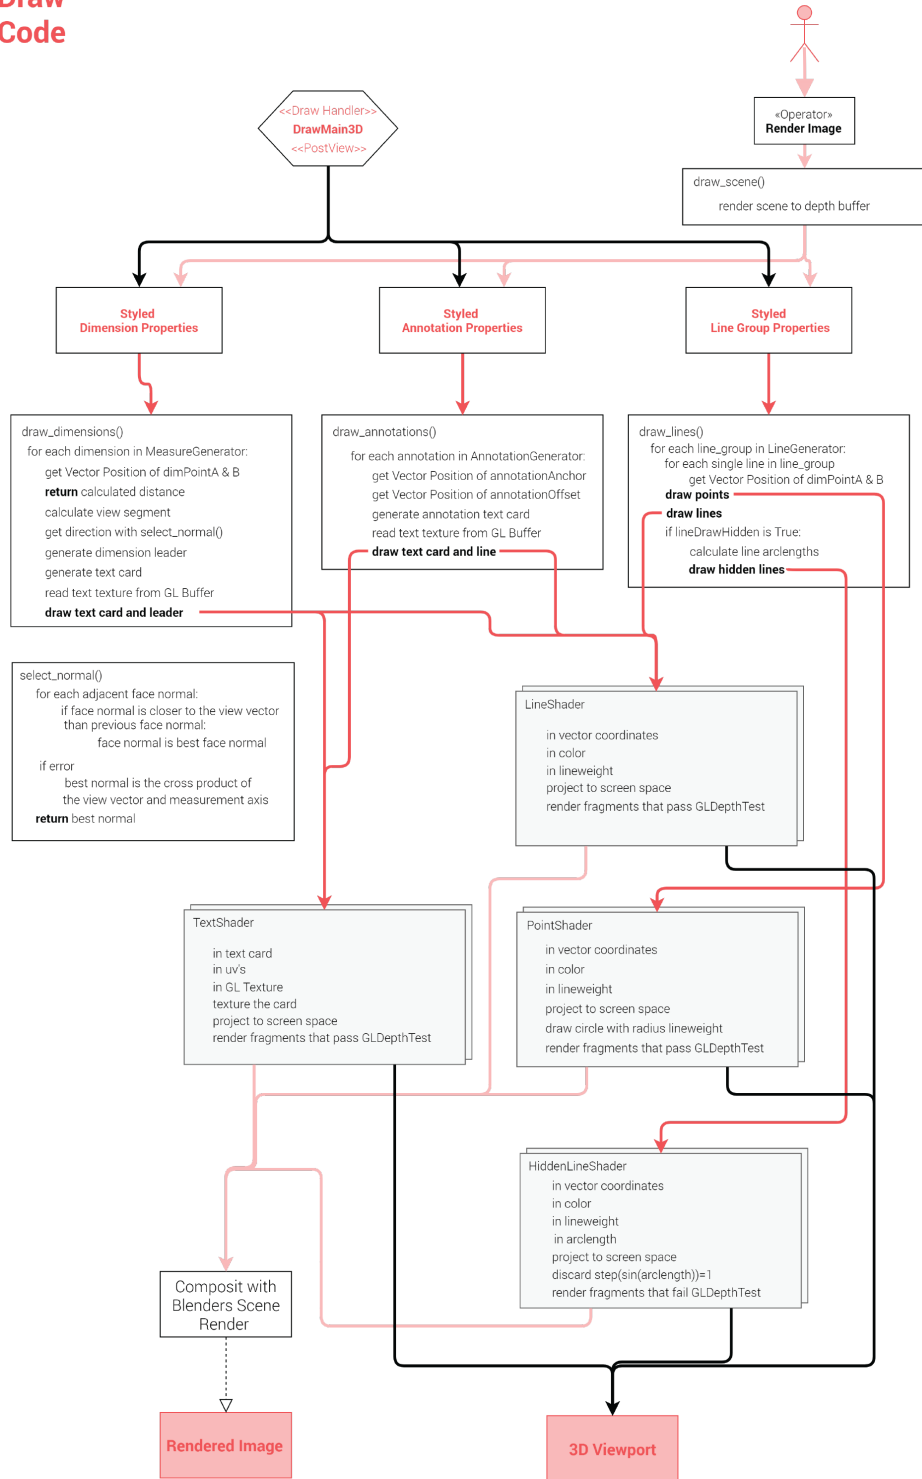 Draw
Code
<<Draw Handler>>
DrawMain3D
<<PostView>>
«Operator»
Render Image
draw_scene()
render scene to depth buffer
Styled
Dimension Properties
Styled
Annotation Properties
Styled
Line Group Properties
draw_dimensions()
for each dimension in MeasureGenerator:
get Vector Position of dimPointA & B
return calculated distance
calculate view segment
get direction with select_normal()
generate dimension leader
generate text card
read text texture from GL Buffer
draw text card and leader
draw_annotations()
for each annotation in AnnotationGenerator:
get Vector Position of annotationAnchor
get Vector Position of annotationOffset
generate annotation text card
read text texture from GL Buffer
draw text card and line
draw_lines()
for each line_group in LineGenerator:
for each single line in line_group
get Vector Position of dimPointA & B
draw points
draw lines
if lineDrawHidden is True:
calculate line arclengths
draw hidden lines
select_normal()
for each adjacent face normal:
if face normal is closer to the view vector
than previous face normal:
face normal is best face normal
if error
best normal is the cross product of
the view vector and measurement axis
return best normal
LineShader
in vector coordinates
in color
in lineweight
project to screen space
render fragments that pass GLDepthTest
TextShader
in text card
in uv's
in GL Texture
texture the card
project to screen space
render fragments that pass GLDepthTest
PointShader
in vector coordinates
in color
in lineweight
project to screen space
draw circle with radius lineweight
render fragments that pass GLDepthTest
HiddenLineShader
in vector coordinates
in color
in lineweight
in arclength
project to screen space
discard step(sin(arclength))=1
render fragments that fail GLDepthTest
Composit with
Blenders Scene
Render
Rendered Image
3D Viewport